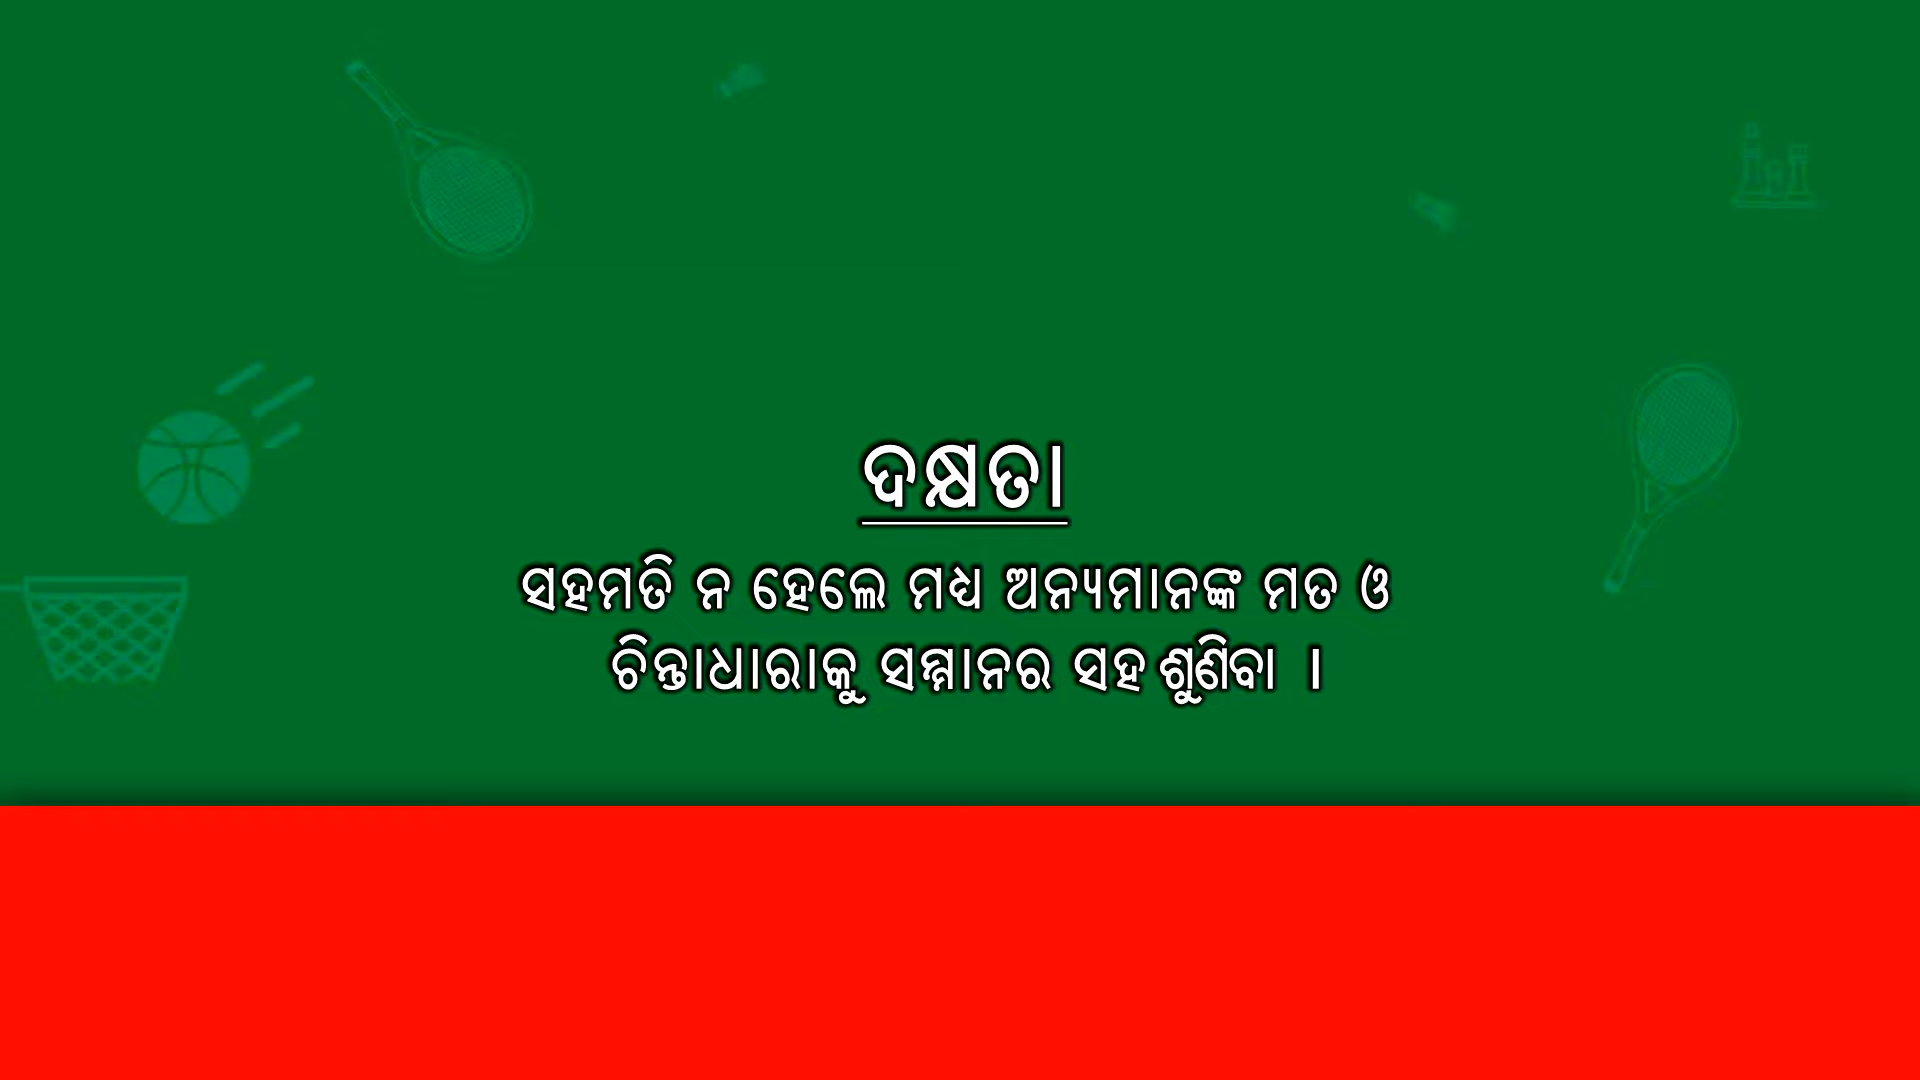 ଦକ୍ଷତା
ସହମତି ନ ହେଲେ ମଧ୍ୟ ଅନ୍ୟମାନଙ୍କ ମତ ଓ
ଚିନ୍ତାଧାରାକୁ ସମ୍ମାନର ସହ ଶୁଣିବା ।